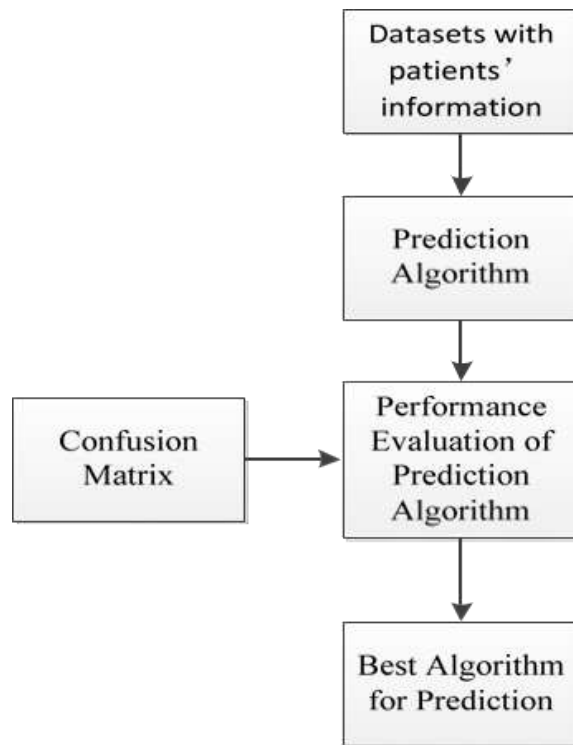 Datasets with
patients’
information
Prediction
Algorithm
Confusion
Matrix
Performance
Evaluation of
Prediction
Algorithm
Best Algorithm
for Prediction